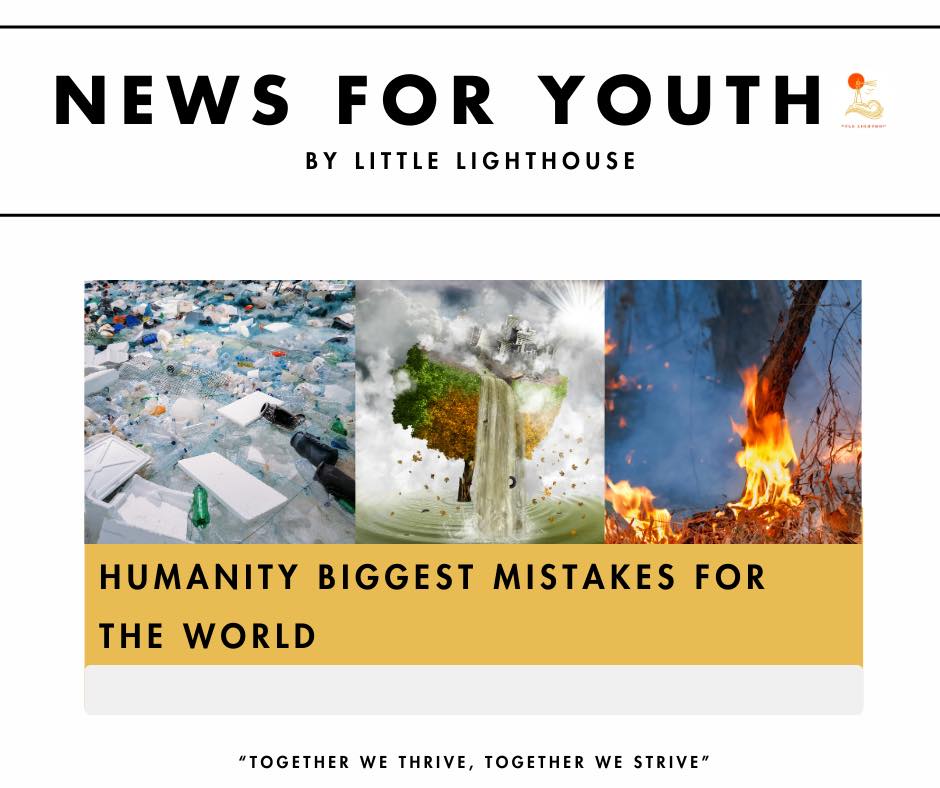 NEWS FOR YOUTH
BY LITTLE LIGHTHOUSE
HUMANITY BIGGEST MISTAKES FOR
THE WORLD
“TOGETHER WE THRIVE, TOGETHER WE STRIVE”